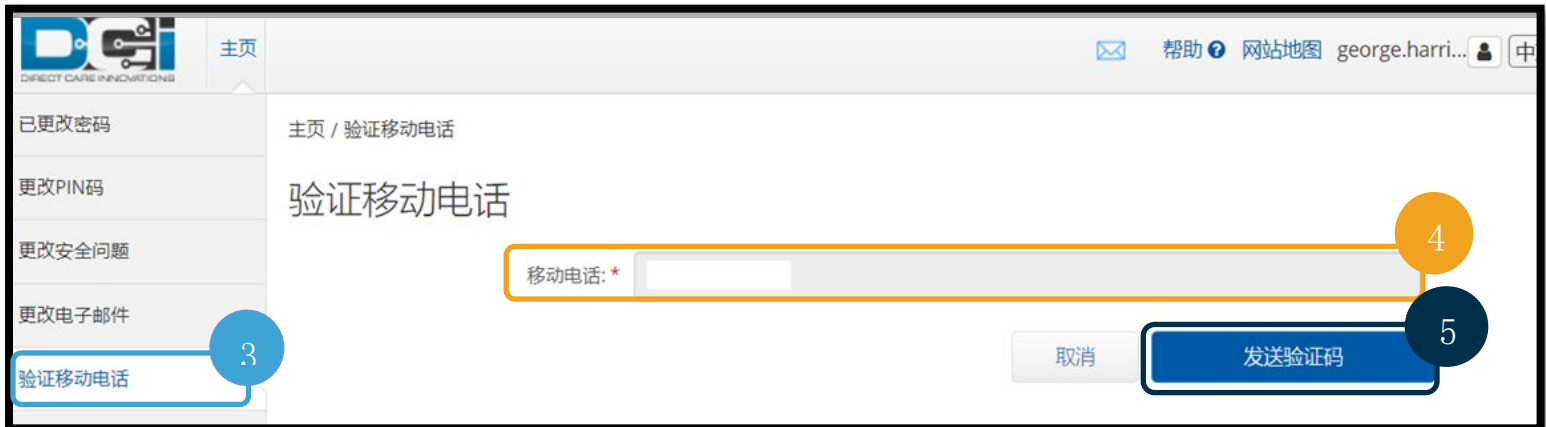 DCi
DIRECT CARE INNOVATIONS
主页
帮助 ? 网站地图 george.harri...
已更改密码
更改PIN码
更改安全问题
更改电子邮件
验证移动电话
3
主页 / 验证移动电话
验证移动电话
4
移动电话: *
5
取消 发送验证码